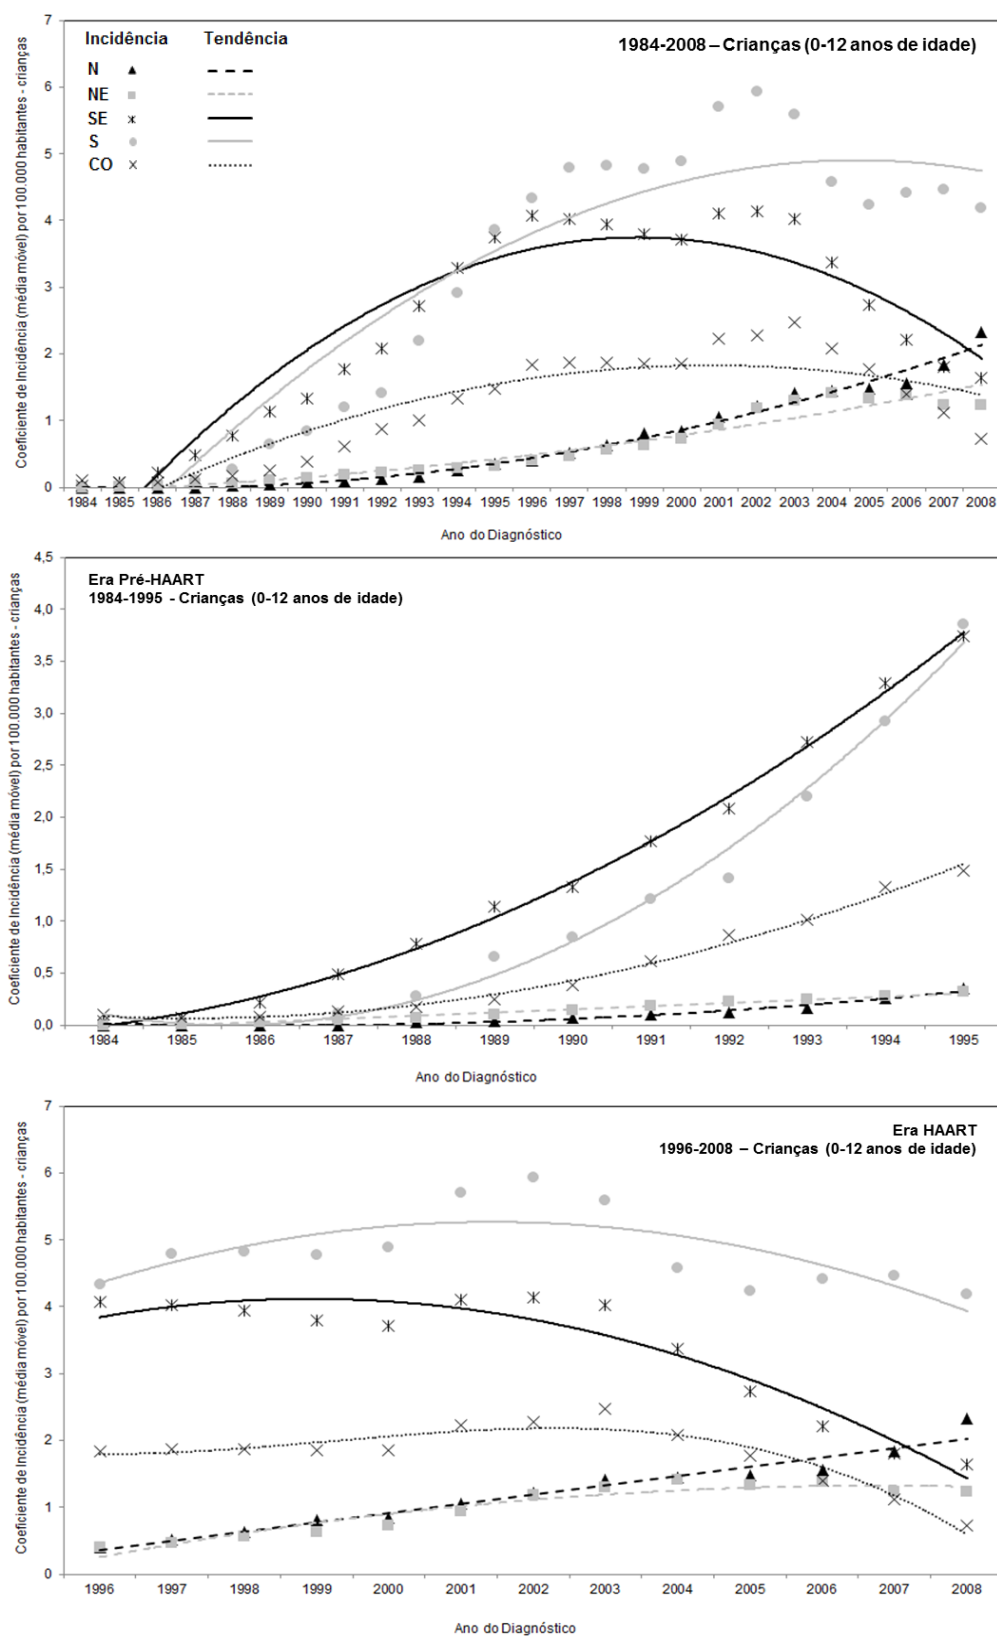 Coeficiente de Incidência (média móvel) por 100.000 habitantes - crianças
7
6
5
4
3
2
1
0
Incidência Tendência
N
NE
SE
S
CO
1984-2008 – Crianças (0-12 anos de idade)
1984 1985 1986 1987 1988 1989 1990 1991 1992 1993 1994 1995 1996 1997 1998 1999 2000 2001 2002 2003 2004 2005 2006 2007 2008
Ano do Diagnóstico
Coeficiente de Incidência (média móvel) por 100.000 habitantes - crianças
4,5
4,0
3,5
3,0
2,5
2,0
1,5
1,0
0,5
0,0
Era Pré-HAART
1984-1995 - Crianças (0-12 anos de idade)
1984 1985 1986 1987 1988 1989 1990 1991 1992 1993 1994 1995
Ano do Diagnóstico
Coeficiente de Incidência (média móvel) por 100.000 habitantes - crianças
7
6
5
4
3
2
1
0
Era HAART
1996-2008 – Crianças (0-12 anos de idade)
1996 1997 1998 1999 2000 2001 2002 2003 2004 2005 2006 2007 2008
Ano do Diagnóstico